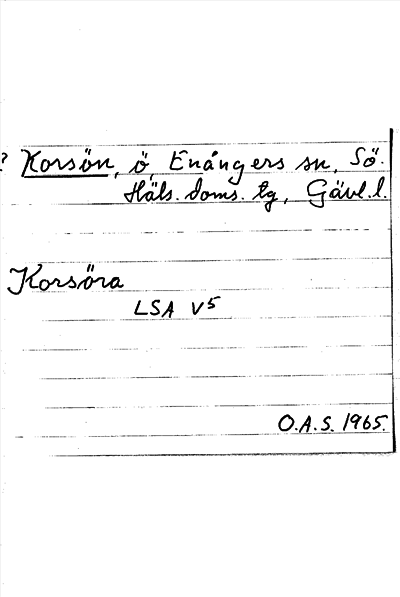 ? Korsön, ö, Enångers sn, Sö.
Häls. doms. tg, Gävl.l.
Korsöra
LSA V5
O.A.S. 1965.